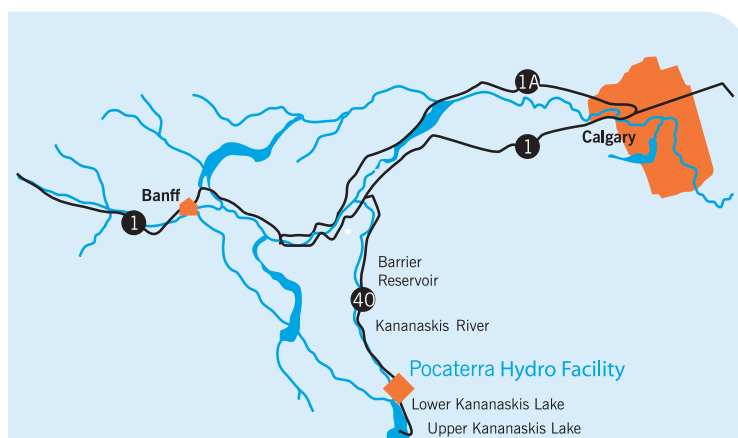 1A
Calgary
1
Banff
1
Barrier
Reservoir
40
Kananaskis River
Pocaterra Hydro Facility
Lower Kananaskis Lake
Upper Kananaskis Lake